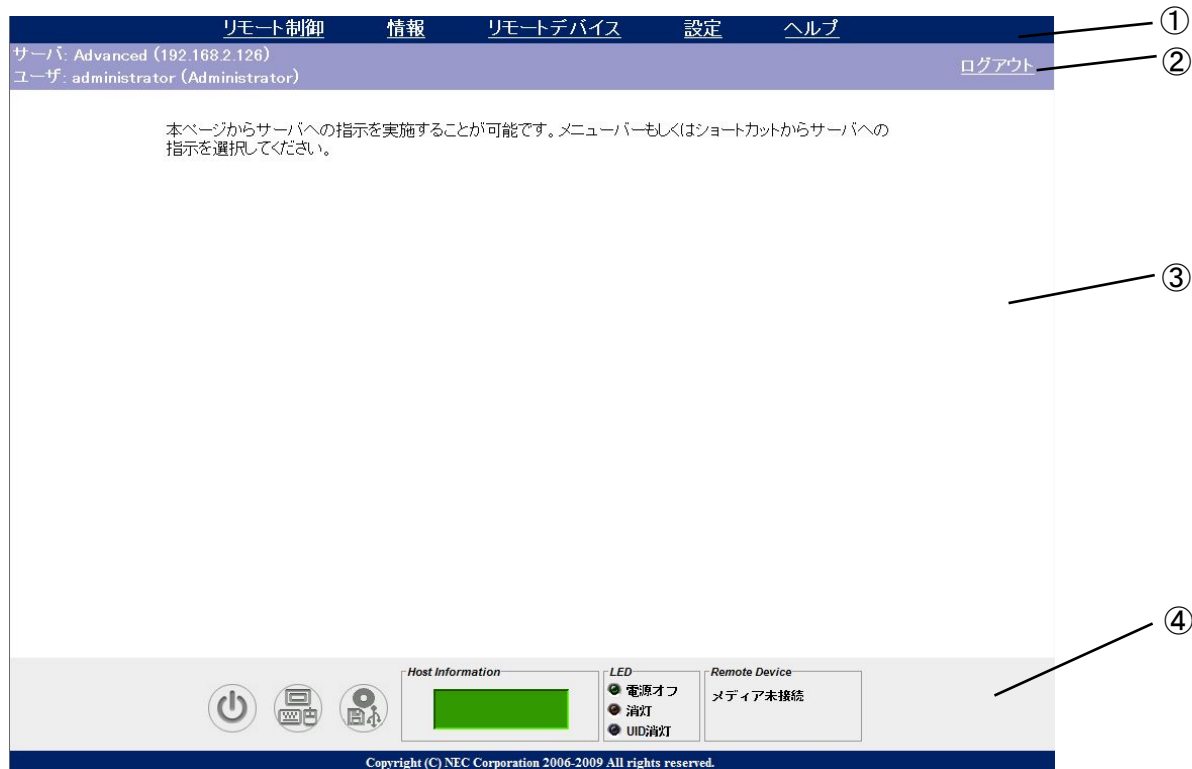 リモート制御 情報 リモートデバイス 設定 ヘルプ ①
サーバ: Advanced (192.168.2.126)
ユーザ: administrator (Administrator)
ログアウト ②
本ページからサーバへの指示を実施することが可能です。メニューバーもしくはショートカットからサーバへの
指示を選択してください。
③
④
Host Information
LED
電源オフ
消灯
UID消灯
Remote Device
メディア未接続
Copyright (C) NEC Corporation 2006-2009 All rights reserved.